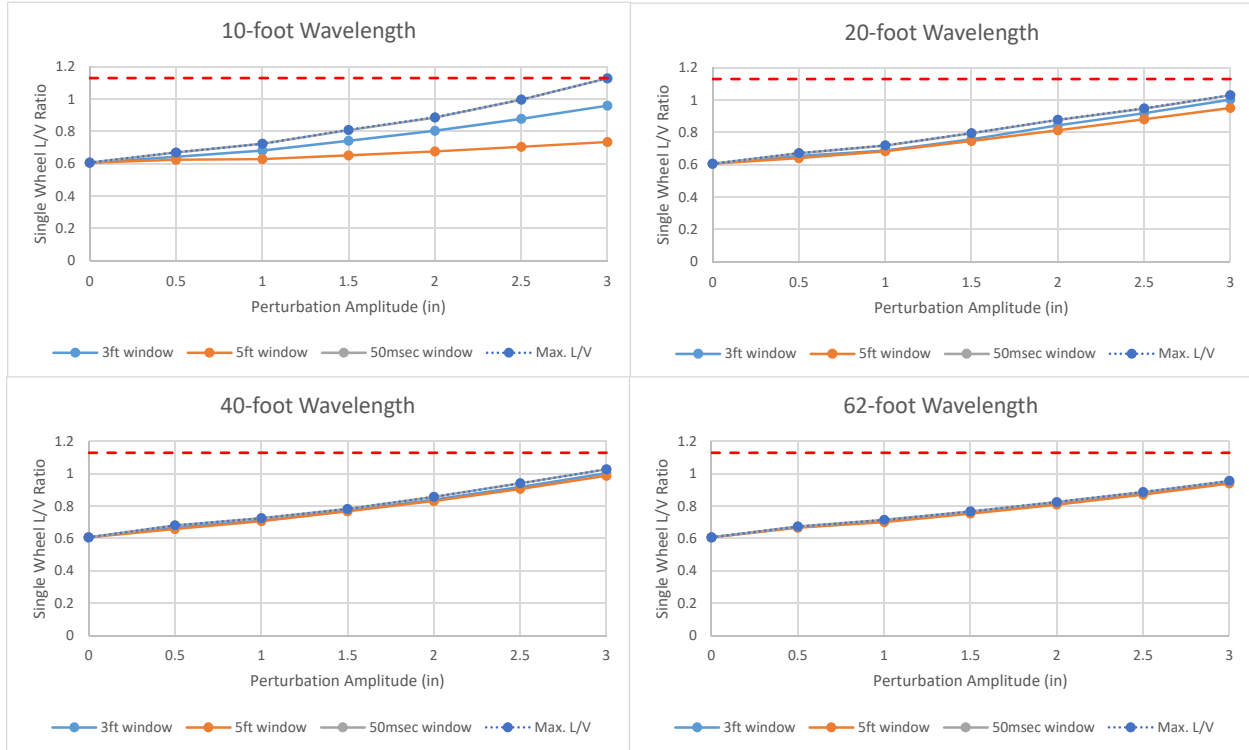 10-foot Wavelength
Single Wheel L/V Ratio
1.2
1
0.8
0.6
0.4
0.2
0
0 0.5 1 1.5 2 2.5 3
Perturbation Amplitude (in)
3ft window 5ft window 50msec window Max. L/V
20-foot Wavelength
Single Wheel L/V Ratio
1.2
1
0.8
0.6
0.4
0.2
0
0 0.5 1 1.5 2 2.5 3
Perturbation Amplitude (in)
3ft window 5ft window 50msec window Max. L/V
40-foot Wavelength
Single Wheel L/V Ratio
1.2
1
0.8
0.6
0.4
0.2
0
0 0.5 1 1.5 2 2.5 3
Perturbation Amplitude (in)
3ft window 5ft window 50msec window Max. L/V
62-foot Wavelength
Single Wheel L/V Ratio
1.2
1
0.8
0.6
0.4
0.2
0
0 0.5 1 1.5 2 2.5 3
Perturbation Amplitude (in)
3ft window 5ft window 50msec window Max. L/V